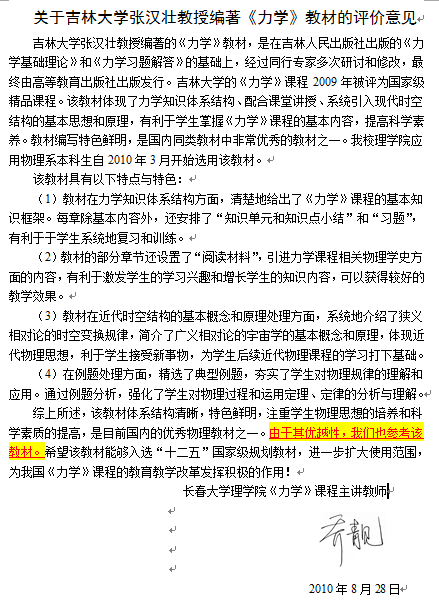 关于吉林大学张汉壮教授编著《力学》教材的评价意见
吉林大学张汉壮教授编著的《力学》教材，是在吉林人民出版社出版的《力
学基础理论》和《力学习题解答》的基础上，经过同行专家多次研讨和修改，最
终由高等教育出版社出版发行。吉林大学的《力学》课程 2009 年被评为国家级
精品课程。该教材体现了力学知识体系结构、配合课堂讲授、系统引入现代时空
结构的基本思想和原理，有利于学生掌握《力学》课程的基本内容，提高科学素
养。教材编写特色鲜明，是国内同类教材中非常优秀的教材之一。我校理学院应
用物理系本科生自 2010 年 3 月开始选用该教材。
该教材具有以下特点与特色：
（1）教材在力学知识体系结构方面，清楚地给出了《力学》课程的基本知
识框架。每章除基本内容外，还安排了“知识单元和知识点小结”和“习题”，
有利于于学生系统地复习和训练。
（2）教材的部分章节还设置了“阅读材料”，引进力学课程相关物理学史方
面的内容，有利于激发学生的学习兴趣和增长学生的知识内容，可以获得较好的
教学效果。
（3）教材在近代时空结构的基本概念和原理处理方面，系统地介绍了狭义
相对论的时空变换规律，简介了广义相对论的宇宙学的基本概念和原理，体现近
代物理思想，利于学生接受新事物，为学生后续近代物理课程的学习打下基础。
（4）在例题处理方面，精选了典型例题，夯实了学生对物理规律的理解和
应用。通过例题分析，强化了学生对物理过程和运用定理、定律的分析与理解。
综上所述，该教材体系结构清晰，特色鲜明，注重学生物理思想的培养和科
学素质的提高，是目前国内的优秀物理教材之一。由于其优越性，我们也参考该
教材。希望该教材能够入选“十二五”国家级规划教材，进一步扩大使用范围，
为我国《力学》课程的教育教学改革发挥积极的作用！
长春大学理学院《力学》课程主讲教师
乔靓
2010 年 8 月 28 日